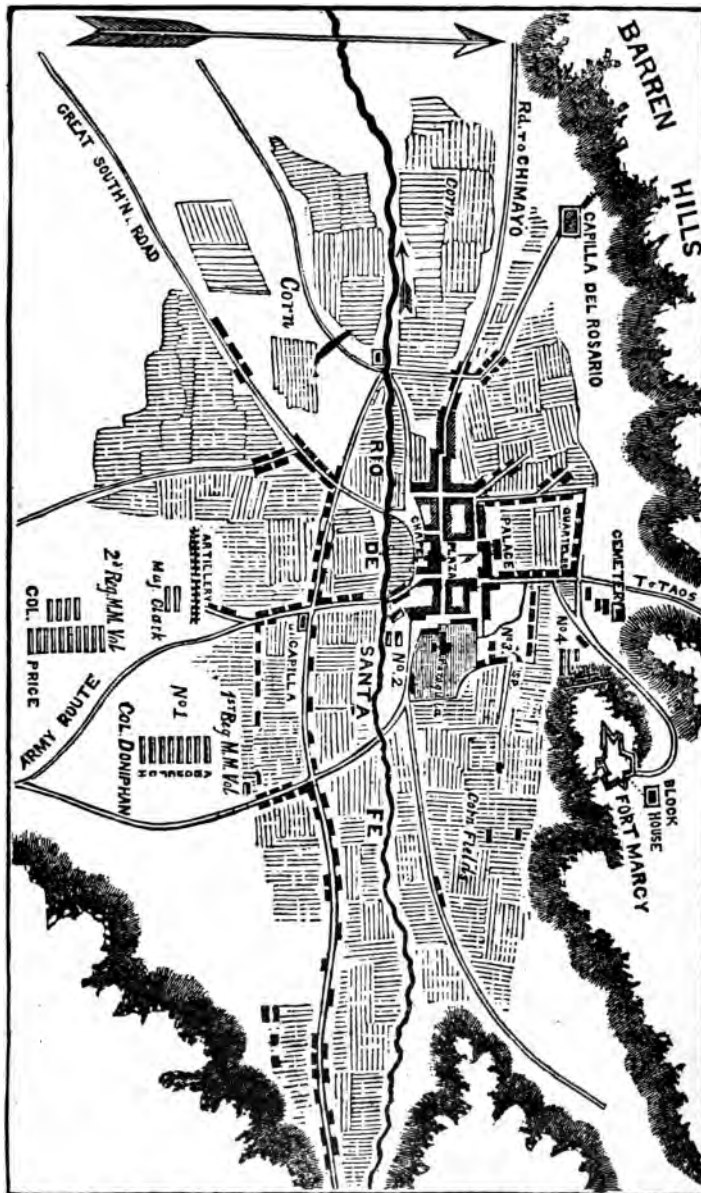 BARREN
HILLS
Rd. TO CHIMAYO
CAPILLA DEL ROSARIO
GREAT SOUTH'N. ROAD
Corn
Corn
RIO
DE
SANTA
FE
CHAPEL
PLAZA
PALACE
CEMETERY
To TAOS
No 4
No 3
No. 2
BLOCK
HOUSE
FORT MARCY
Corn Fields
ARTILLERY
Maj. Clark
2d Reg M.M. Vol
COL.
PRICE
CAPILLA
ARMY ROUTE
No 1
1st Reg M.M. Vol
COL. DONIPHAN